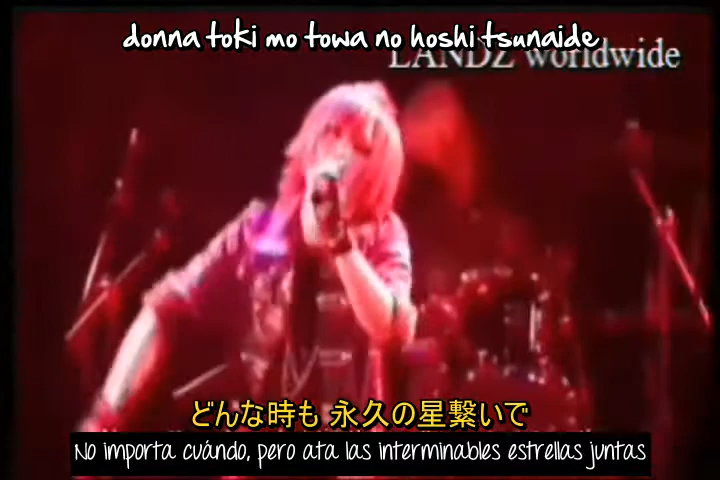 donna toki mo towa no hoshi tsunaide
LANDZ worldwide
どんな時も 永久の星繋いで
No importa cuándo, pero ata las interminables estrellas juntas